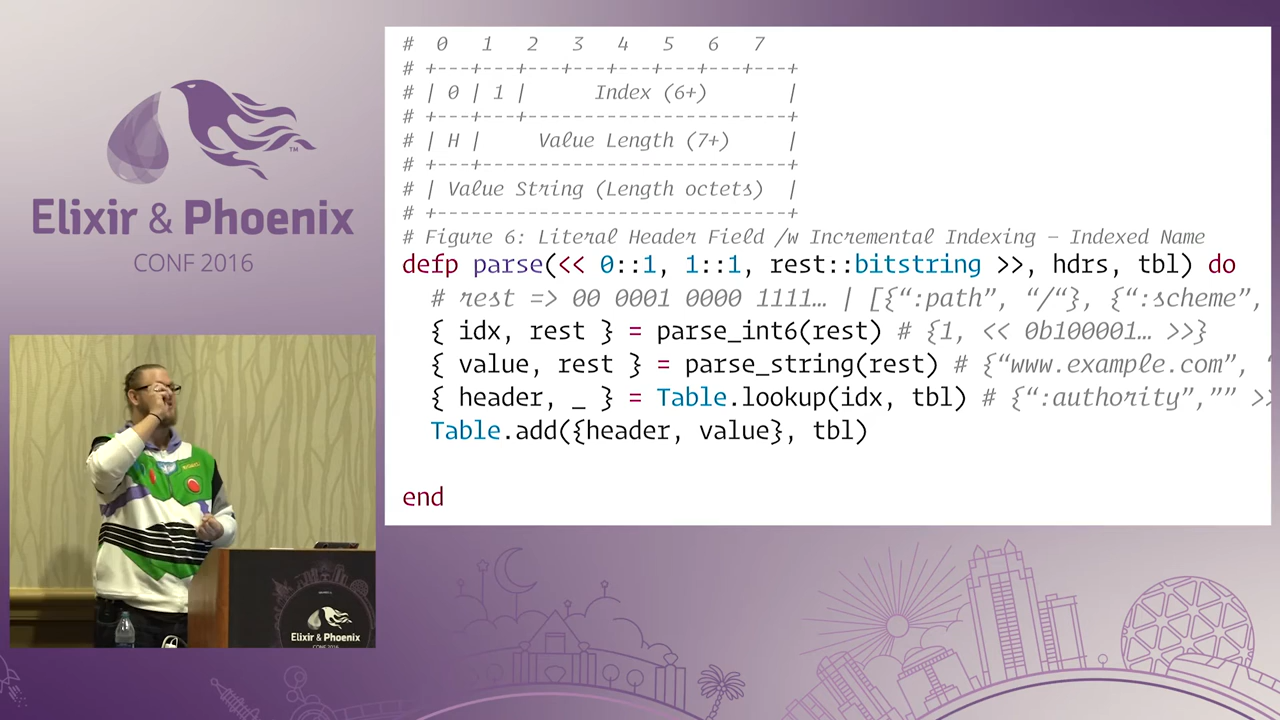 Elixir & Phoenix
CONF 2016
# 0 1 2 3 4 5 6 7
# +---+---+---+---+---+---+---+---+
# | 0 | 1 | Index (6+) |
# +---+---+-----------------------+
# | H | Value Length (7+) |
# +---+---------------------------+
# | Value String (Length octets) |
# +-------------------------------+
# Figure 6: Literal Header Field /w Incremental Indexing – Indexed Name
defp parse(<< 0::1, 1::1, rest::bitstring >>, hdrs, tbl) do
# rest => 00 0001 0000 1111… | [{“:path”, “/“}, {“:scheme”,
{ idx, rest } = parse_int6(rest) # {1, << 0b100001… >>}
{ value, rest } = parse_string(rest) # {“www.example.com”, “
{ header, _ } = Table.lookup(idx, tbl) # {“:authority”,”” >>
Table.add({header, value}, tbl)
end
Elixir & Phoenix
CONF 2016